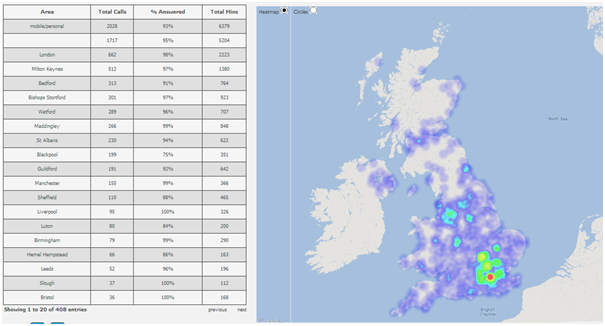 Area Total Calls % Answered Total Mins
mobile/personal 2028 93% 6379
1717 95% 5204
London 662 98% 2223
Milton Keynes 512 97% 1380
Bedford 313 91% 764
Bishops Stortford 301 97% 923
Watford 289 96% 707
Maddingley 266 99% 848
St Albans 230 94% 622
Blackpool 199 75% 351
Guildford 191 92% 642
Manchester 155 99% 366
Sheffield 110 88% 465
Liverpool 95 100% 326
Luton 80 84% 200
Birmingham 79 99% 290
Hemel Hempstead 66 86% 163
Leeds 52 96% 196
Slough 37 100% 112
Bristol 36 100% 168
Showing 1 to 20 of 408 entries
previous next
Heatmap Circles
North Sea
English
Channel